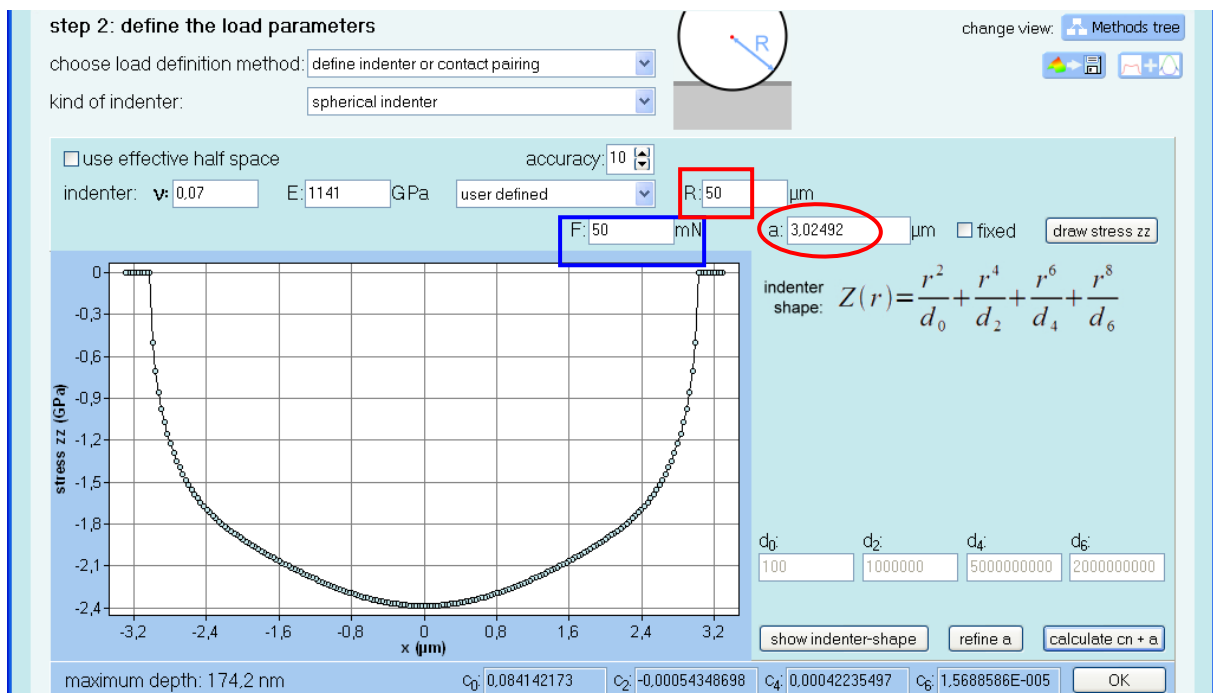 step 2: define the load parameters
change view: Methods tree
choose load definition method: define indenter or contact pairing
kind of indenter: spherical indenter
R
use effective half space accuracy: 10
indenter: ν: 0,07 E: 1141 GPa user defined R: 50 µm
F: 50 mN a: 3,02492 µm fixed draw stress zz
indenter shape: Z(r)=r²/d₀+r⁴/d₂+r⁶/d₄+r⁸/d₆
0
-0,3
-0,6
-0,9
-1,2
-1,5
-1,8
-2,1
-2,4
stress zz (GPa)
-3,2 -2,4 -1,6 -0,8 0 0,8 1,6 2,4 3,2
x (µm)
d₀: d₂: d₄: d₆:
100 1000000 5000000000 2000000000
show indenter-shape refine a calculate cn + a
maximum depth: 174,2 nm c₀: 0,084142173 c₂: -0,00054348698 c₄: 0,00042235497 c₆: 1,5688586E-005 OK